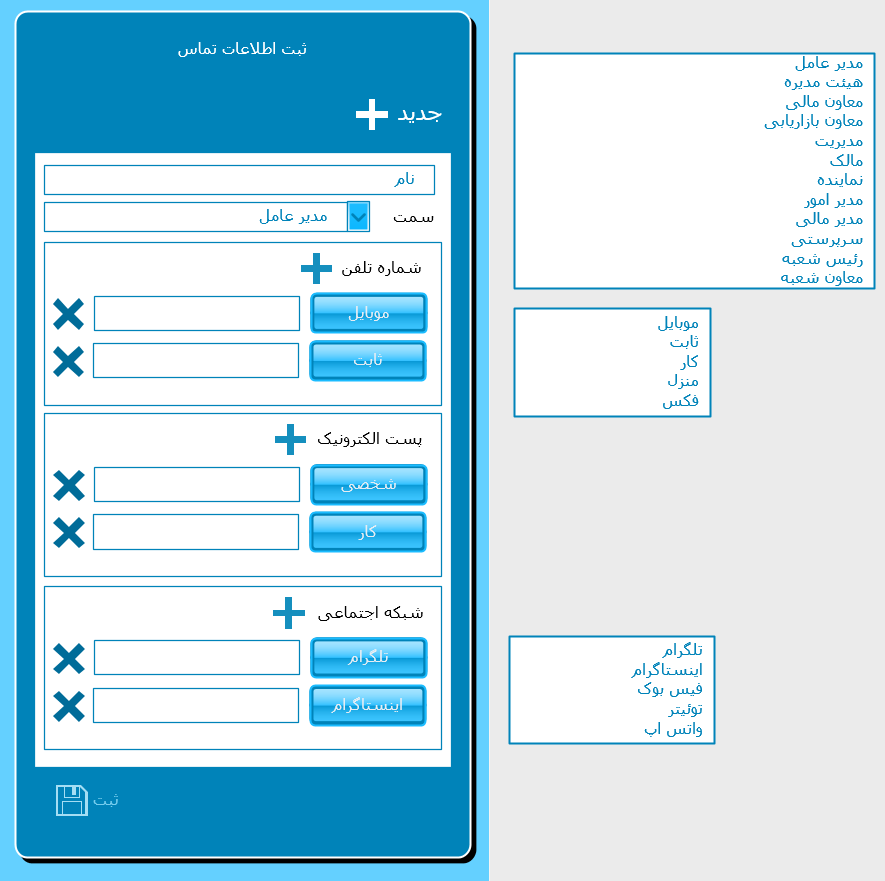 ثبت اطلاعات تماس
جدید
نام
سمت
مدیر عامل
شماره تلفن
موبایل
ثابت
پست الکترونیک
شخصی
کار
شبکه اجتماعی
تلگرام
اینستاگرام
ثبت
مدیر عامل
هیئت مدیره
معاون مالی
معاون بازاریابی
مدیریت
مالک
نماینده
مدیر امور
مدیر مالی
سرپرستی
رئیس شعبه
معاون شعبه
موبایل
ثابت
کار
منزل
فکس
تلگرام
اینستاگرام
فیس بوک
توئیتر
واتس اپ